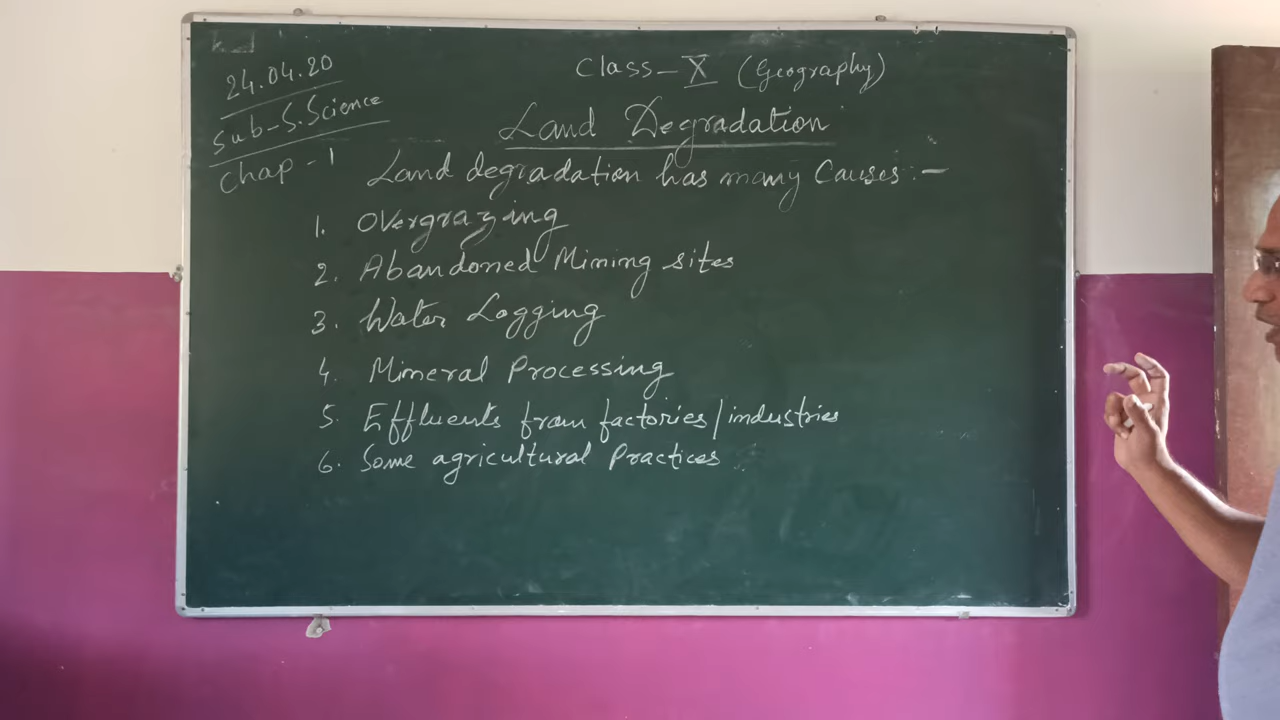 24.04.20
Sub-S.Science
Chap-1
Class-X (Geography)
Land Degradation
Land degradation has many Causes:-
1. Overgrazing
2. Abandoned Mining sites
3. Water Logging
4. Mineral Processing
5. Effluents from factories/industries
6. Some agricultural Practices